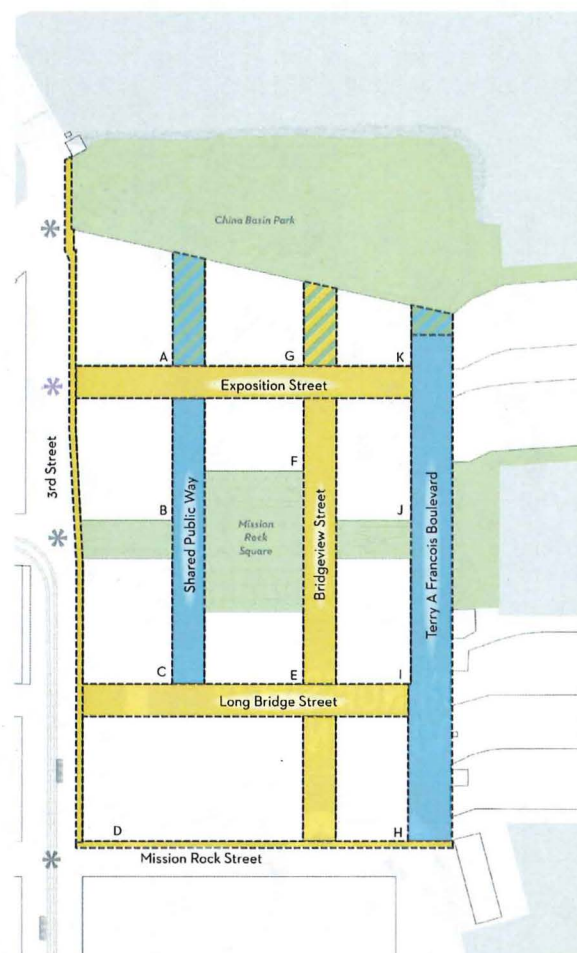 China Basin Park
A
G
K
Exposition Street
3rd Street
F
B
J
Shared Public Way
Mission
Rock
Square
Bridgeview Street
Terry A Francois Boulevard
C
E
I
Long Bridge Street
D
H
Mission Rock Street